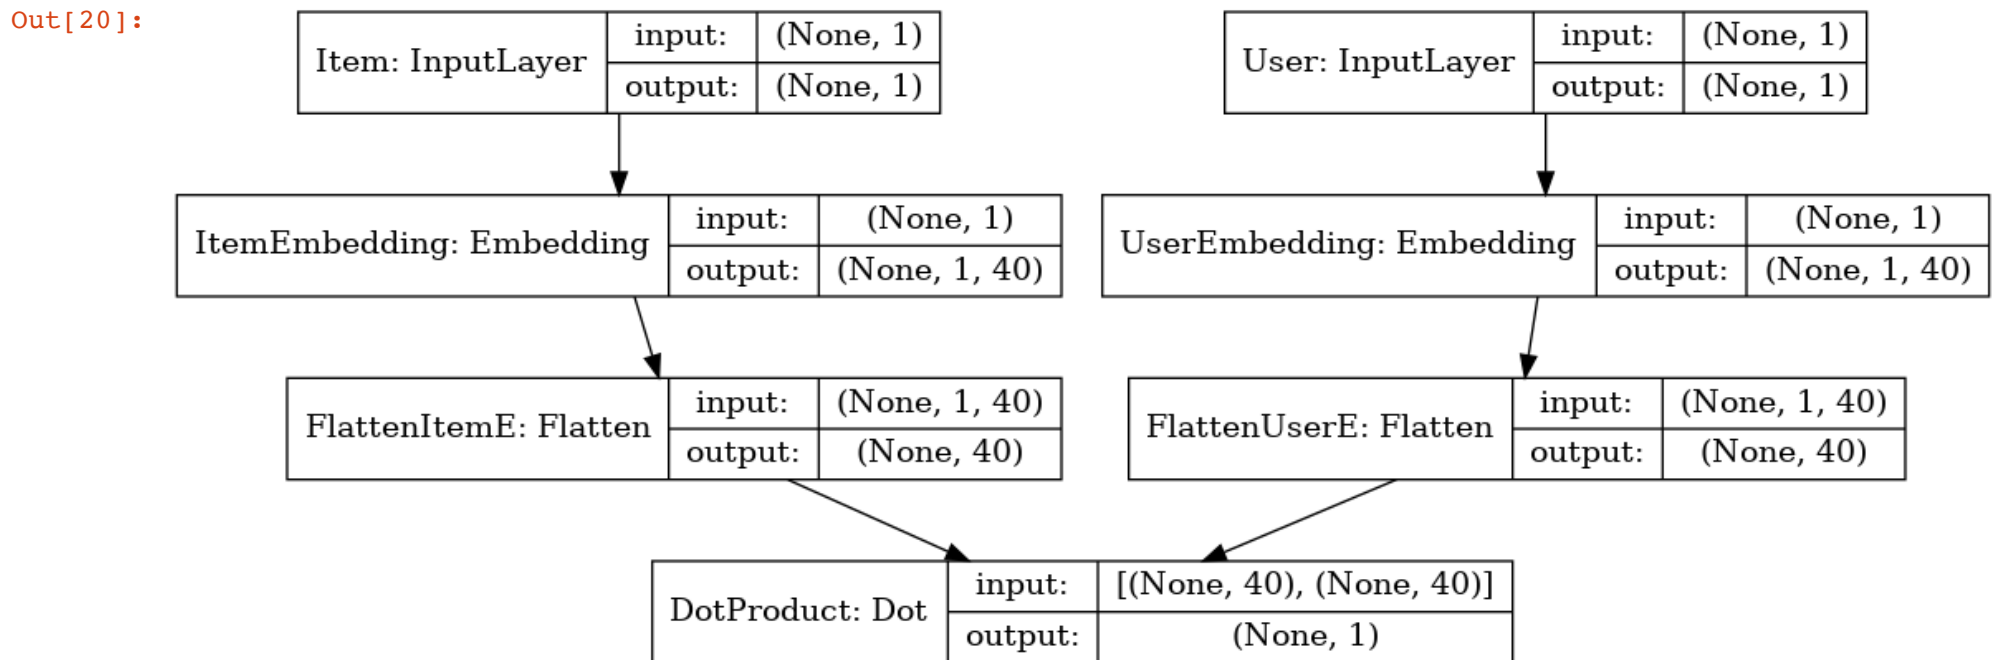 Out[20]:
Item: InputLayer
input:
(None, 1)
output:
(None, 1)
User: InputLayer
input:
(None, 1)
output:
(None, 1)
ItemEmbedding: Embedding
input:
(None, 1)
output:
(None, 1, 40)
UserEmbedding: Embedding
input:
(None, 1)
output:
(None, 1, 40)
FlattenItemE: Flatten
input:
(None, 1, 40)
output:
(None, 40)
FlattenUserE: Flatten
input:
(None, 1, 40)
output:
(None, 40)
DotProduct: Dot
input:
[(None, 40), (None, 40)]
output:
(None, 1)